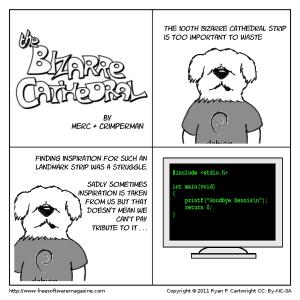 the
BIZARRE
CATHEDRAL
BY
MERC + CRIMPERMAN
THE 100TH BIZARRE CATHEDRAL STRIP
IS TOO IMPORTANT TO WASTE
debian
FINDING INSPIRATION FOR SUCH AN
LANDMARK STRIP WAS A STRUGGLE.
SADLY SOMETIMES
INSPIRATION IS TAKEN
FROM US BUT THAT
DOESN'T MEAN WE
CAN'T PAY
TRIBUTE TO IT . . .
debian
#include <stdio.h>
int main(void)
{
printf("Goodbye Dennis\n");
return 0;
}
http://www.freesoftwaremagazine.com
Copyright © 2011 Ryan P. Cartwright CC: By-NC-SA